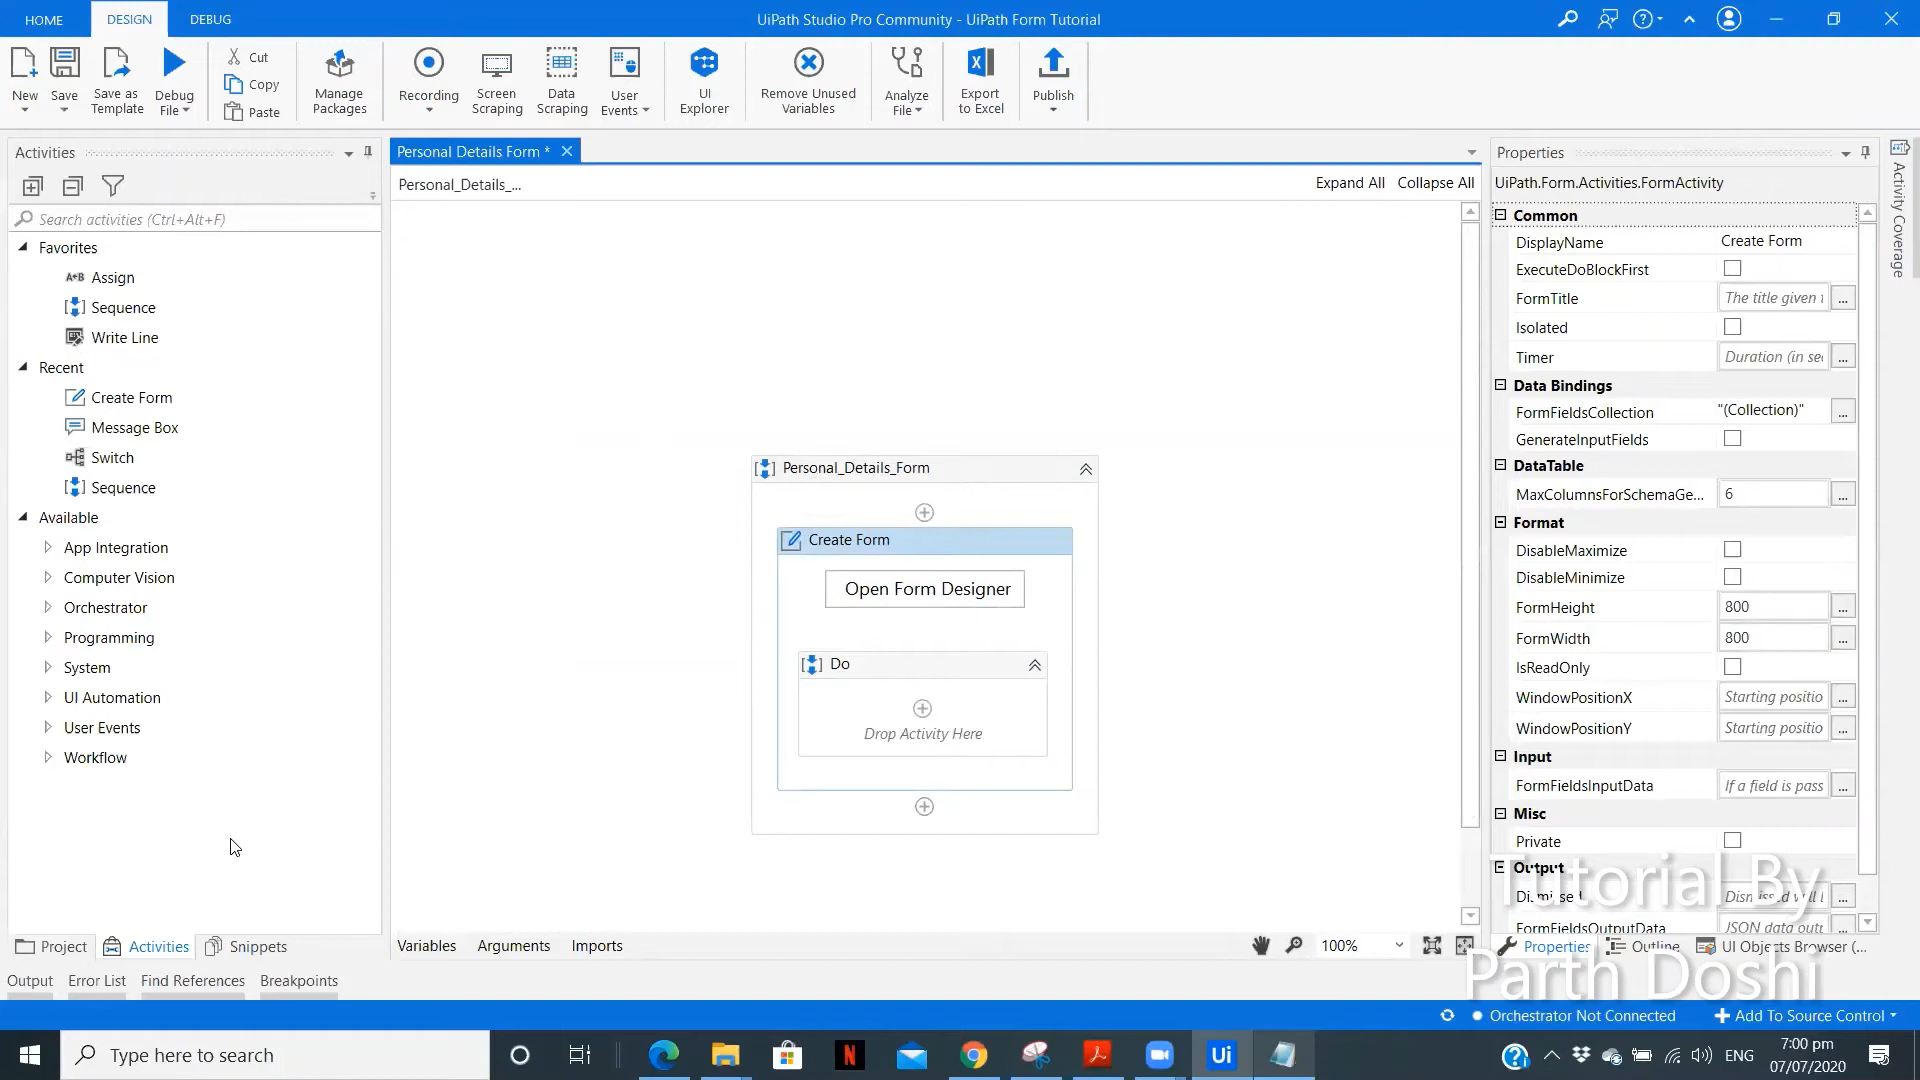 HOME
DESIGN
DEBUG
UiPath Studio Pro Community - UiPath Form Tutorial
New
Save
Save as Template
Debug File
Cut
Copy
Paste
Manage Packages
Recording
Screen Scraping
Data Scraping
User Events
UI Explorer
Remove Unused Variables
Analyze File
Export to Excel
Publish
Activities
Search activities (Ctrl+Alt+F)
Favorites
Assign
Sequence
Write Line
Recent
Create Form
Message Box
Switch
Sequence
Available
App Integration
Computer Vision
Orchestrator
Programming
System
UI Automation
User Events
Workflow
Project
Activities
Snippets
Personal Details Form *
Personal_Details_...
Expand All
Collapse All
Personal_Details_Form
Create Form
Open Form Designer
Do
Drop Activity Here
Variables
Arguments
Imports
100%
Properties
UiPath.Form.Activities.FormActivity
Common
DisplayName Create Form
ExecuteDoBlockFirst
FormTitle The title given t ...
Isolated
Timer Duration (in se ...
Data Bindings
FormFieldsCollection "(Collection)" ...
GenerateInputFields
DataTable
MaxColumnsForSchemaGe... 6 ...
Format
DisableMaximize
DisableMinimize
FormHeight 800 ...
FormWidth 800 ...
IsReadOnly
WindowPositionX Starting positio ...
WindowPositionY Starting positio ...
Input
FormFieldsInputData If a field is pass ...
Misc
Private
Output
Dismissed Dismissed will ...
FormFieldsOutputData JSON data out ...
Properties
Outline
UI Objects Browser (...
Activity Coverage
Tutorial By
Parth Doshi
Output
Error List
Find References
Breakpoints
Orchestrator Not Connected
Add To Source Control
Type here to search
Ui
ENG
7:00 pm
07/07/2020